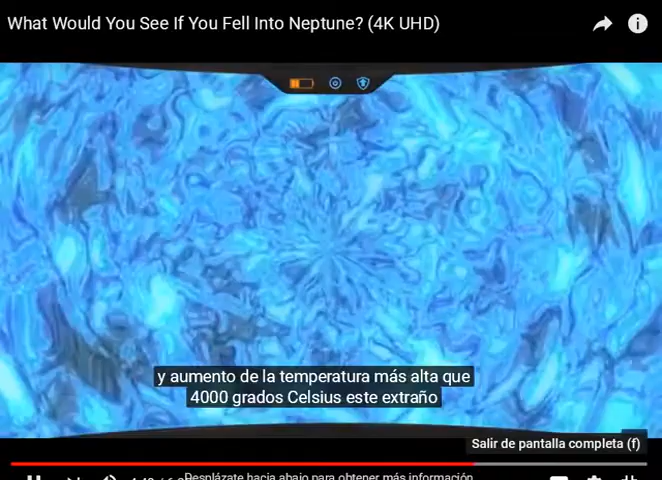 What Would You See If You Fell Into Neptune? (4K UHD)
y aumento de la temperatura más alta que
4000 grados Celsius este extraño
Salir de pantalla completa (f)
Desplázate hacia abajo para obtener más información